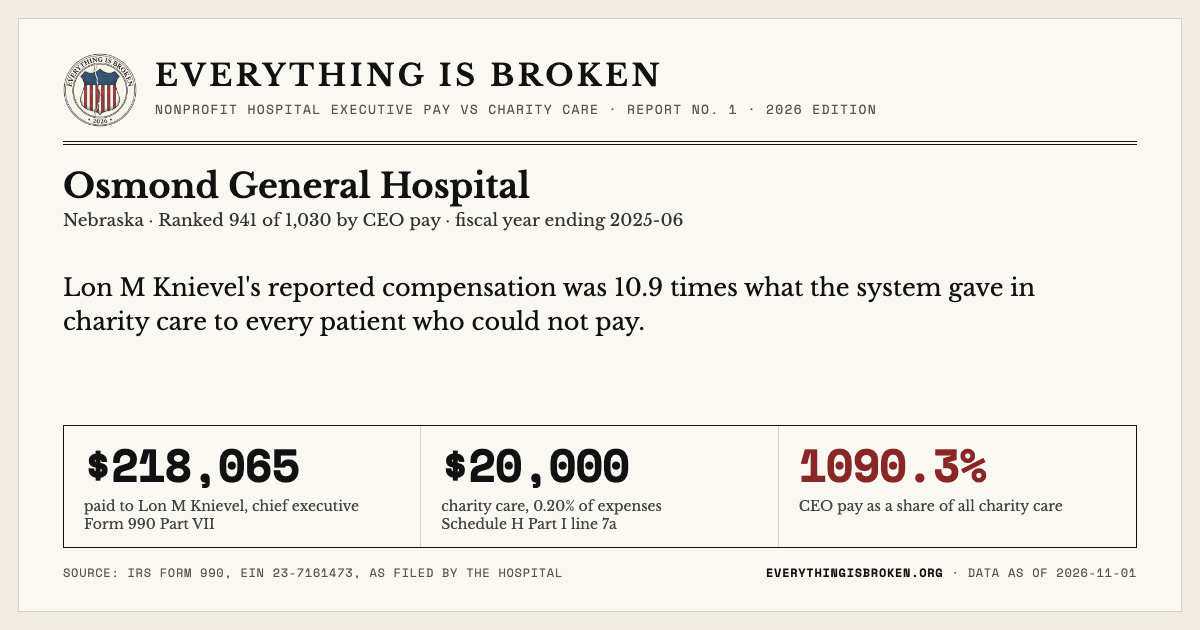 EVERYTHING IS BROKEN
· 2026 ·
EVERYTHING IS BROKEN
NONPROFIT HOSPITAL EXECUTIVE PAY VS CHARITY CARE · REPORT NO. 1 · 2026 EDITION
Osmond General Hospital
Nebraska · Ranked 941 of 1,030 by CEO pay · fiscal year ending 2025-06
Lon M Knievel's reported compensation was 10.9 times what the system gave in
charity care to every patient who could not pay.
$218,065
paid to Lon M Knievel, chief executive
Form 990 Part VII
$20,000
charity care, 0.20% of expenses
Schedule H Part I line 7a
1090.3%
CEO pay as a share of all charity care
SOURCE: IRS FORM 990, EIN 23-7161473, AS FILED BY THE HOSPITAL
EVERYTHINGISBROKEN.ORG · DATA AS OF 2026-11-01